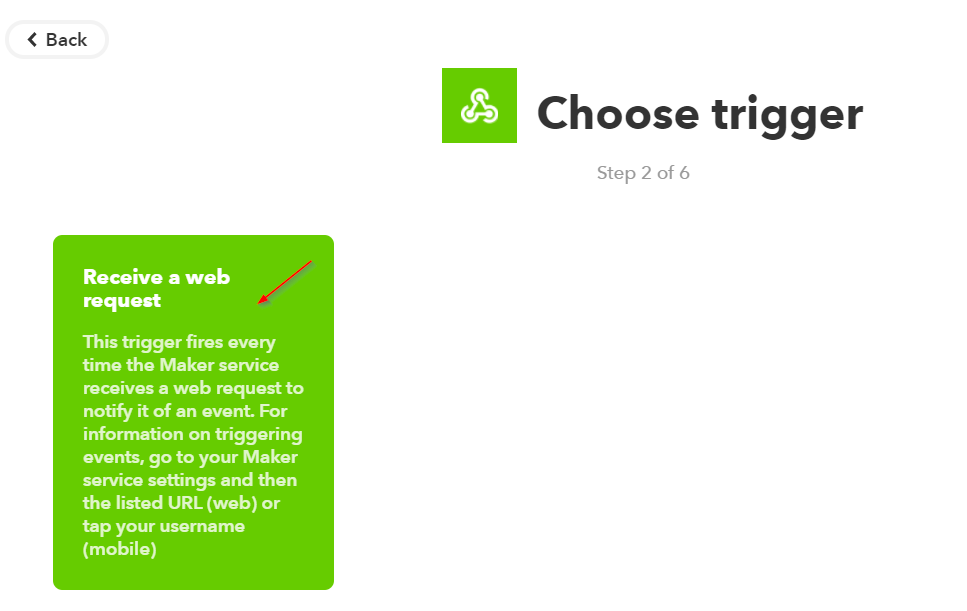 Back
Choose trigger
Step 2 of 6
Receive a web
request
This trigger fires every
time the Maker service
receives a web request to
notify it of an event. For
information on triggering
events, go to your Maker
service settings and then
the listed URL (web) or
tap your username
(mobile)